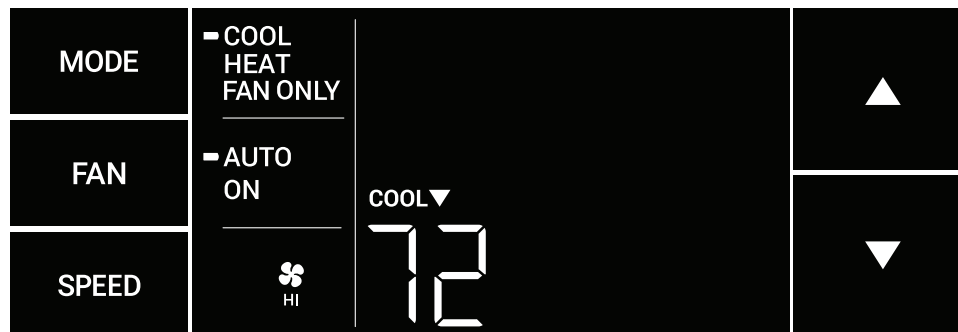 MODE
FAN
SPEED
COOL
HEAT
FAN ONLY
AUTO
ON
HI
COOL▼
72
▲
▼